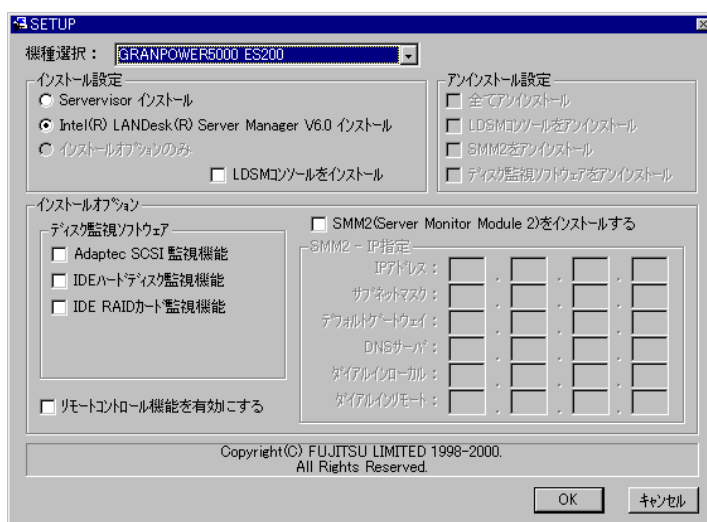 SETUP
機種選択： GRANPOWER5000 ES200
インストール設定
Servervisor インストール
Intel(R) LANDesk(R) Server Manager V6.0 インストール
インストールオプションのみ
LDSMコンソールをインストール
アンインストール設定
全てアンインストール
LDSMコンソールをアンインストール
SMM2をアンインストール
ディスク監視ソフトウェアをアンインストール
インストールオプション
ディスク監視ソフトウェア
Adaptec SCSI 監視機能
IDEハードディスク監視機能
IDE RAIDカード監視機能
リモートコントロール機能を有効にする
SMM2(Server Monitor Module 2)をインストールする
SMM2 - IP指定
IPアドレス：
サブネットマスク：
デフォルトゲートウェイ：
DNSサーバ：
ダイアルインローカル：
ダイアルインリモート：
Copyright(C) FUJITSU LIMITED 1998-2000.
All Rights Reserved.
OK
キャンセル